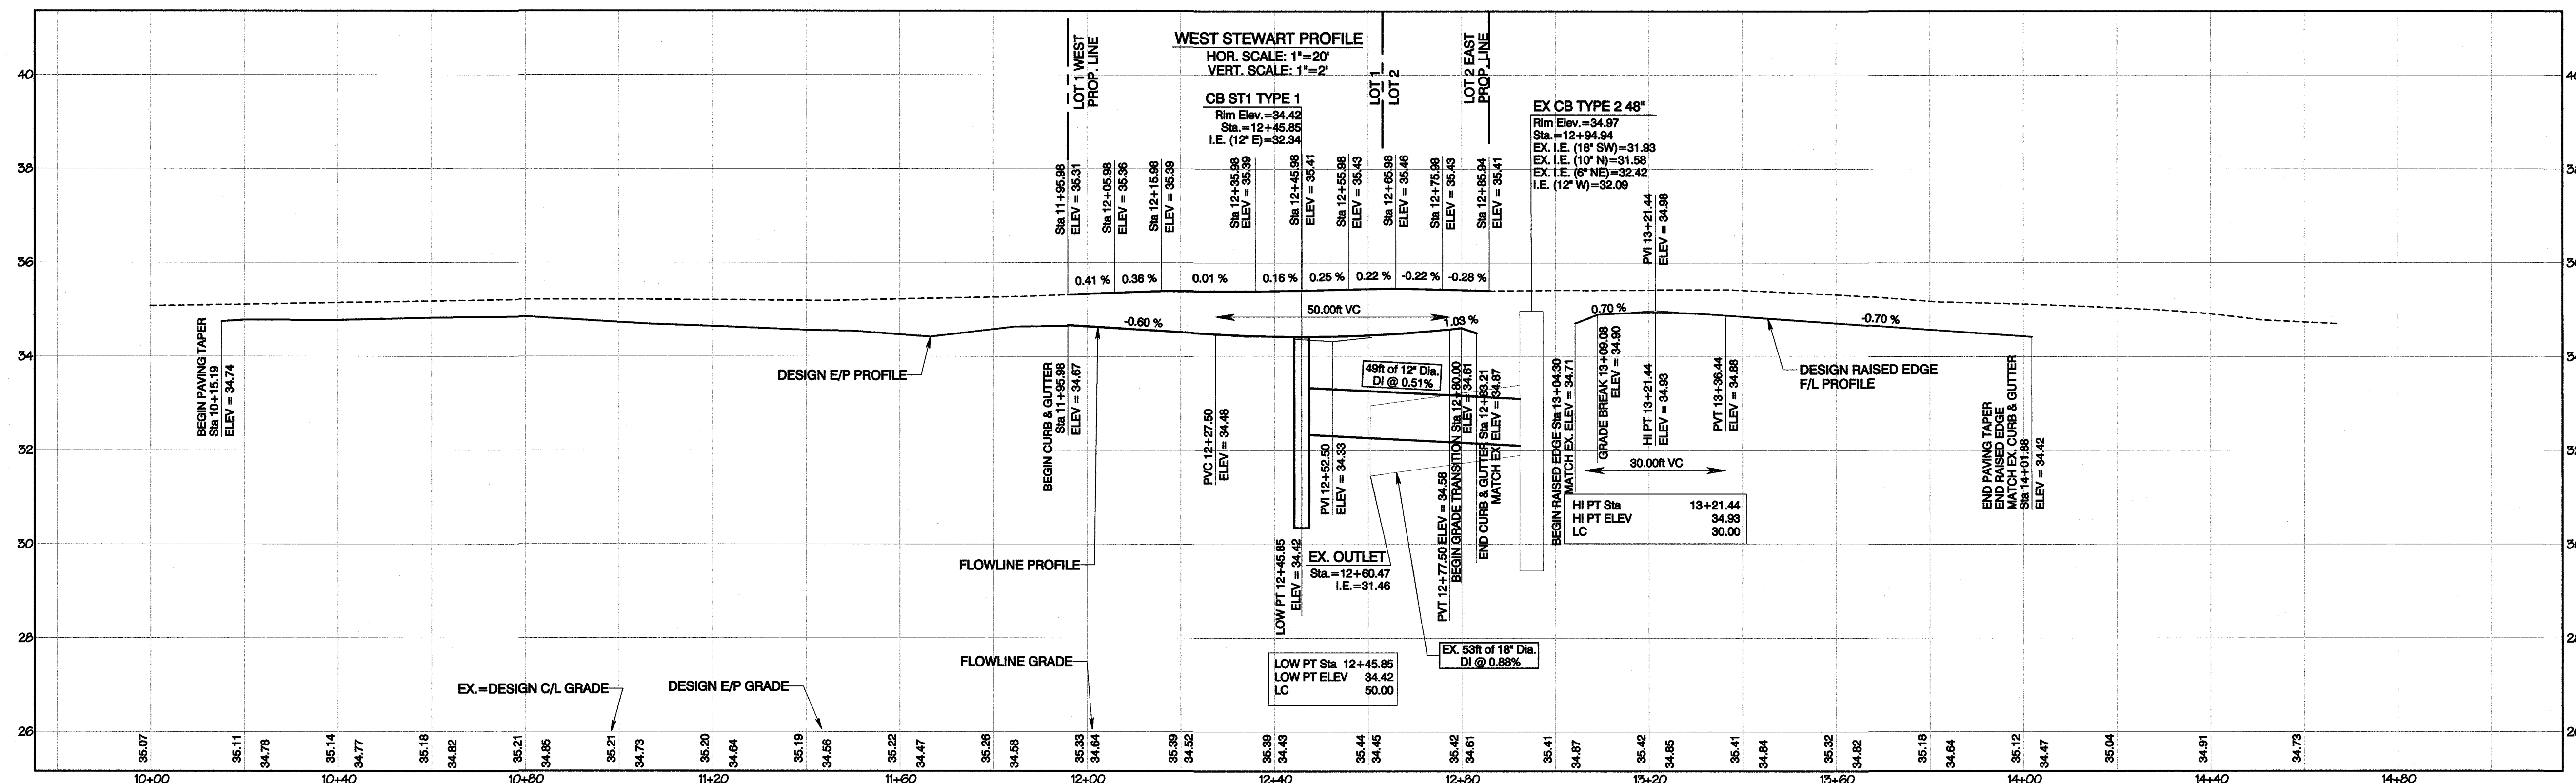 WEST STEWART PROFILE
HOR. SCALE: 1"=20'
VERT. SCALE: 1"=2'
LOT 1 WEST
PROP. LINE
LOT 1
LOT 2
LOT 2 EAST
PROP. LINE
CB ST1 TYPE 1
Rim Elev.=34.42
Sta.=12+45.85
I.E. (12" E)=32.34
EX CB TYPE 2 48"
Rim Elev.=34.97
Sta.=12+94.94
EX. I.E. (18" SW)=31.93
EX. I.E. (10" N)=31.58
EX. I.E. (6" NE)=32.42
I.E. (12" W)=32.09
40
38
36
34
32
30
28
26
Sta 11+95.98
ELEV = 35.31
Sta 12+05.98
ELEV = 35.36
Sta 12+15.98
ELEV = 35.39
Sta 12+35.98
ELEV = 35.39
Sta 12+45.98
ELEV = 35.41
Sta 12+55.98
ELEV = 35.43
Sta 12+65.98
ELEV = 35.46
Sta 12+75.98
ELEV = 35.43
Sta 12+85.94
ELEV = 35.41
PVI 13+21.44
ELEV = 34.98
0.41 %
0.36 %
0.01 %
0.16 %
0.25 %
0.22 %
-0.22 %
-0.28 %
-0.60 %
50.00ft VC
1.03 %
0.70 %
-0.70 %
BEGIN PAVING TAPER
Sta 10+15.19
ELEV = 34.74
DESIGN E/P PROFILE
BEGIN CURB & GUTTER
Sta 11+95.98
ELEV = 34.67
FLOWLINE PROFILE
PVC 12+27.50
ELEV = 34.48
LOW PT 12+45.85
ELEV = 34.42
PVI 12+52.50
ELEV = 34.33
49ft of 12" Dia.
DI @ 0.51%
EX. OUTLET
Sta.=12+60.47
I.E.=31.46
PVT 12+77.50 ELEV = 34.58
BEGIN GRADE TRANSITION Sta 12+80.00
ELEV = 34.61
END CURB & GUTTER Sta 12+83.21
MATCH EX. ELEV = 34.87
EX. 53ft of 18" Dia.
DI @ 0.88%
BEGIN RAISED EDGE Sta 13+04.30
MATCH EX. ELEV = 34.71
GRADE BREAK 13+09.08
ELEV = 34.90
HI PT 13+21.44
ELEV = 34.93
PVT 13+36.44
ELEV = 34.88
30.00ft VC
HI PT Sta 13+21.44
HI PT ELEV 34.93
LC 30.00
DESIGN RAISED EDGE
F/L PROFILE
END PAVING TAPER
END RAISED EDGE
MATCH EX. CURB & GUTTER
Sta 14+01.88
ELEV = 34.42
LOW PT Sta 12+45.85
LOW PT ELEV 34.42
LC 50.00
EX.=DESIGN C/L GRADE
DESIGN E/P GRADE
FLOWLINE GRADE
35.07
35.11 34.78
35.14 34.77
35.18 34.82
35.21 34.85
35.21 34.73
35.20 34.64
35.19 34.56
35.22 34.47
35.26 34.58
35.33 34.64
35.39 34.52
35.39 34.43
35.44 34.45
35.42 34.61
35.41 34.87
35.42 34.85
35.41 34.84
35.32 34.82
35.18 34.64
35.12 34.47
35.04
34.91
34.73
10+00 10+40 10+80 11+20 11+60 12+00 12+40 12+80 13+20 13+60 14+00 14+40 14+80